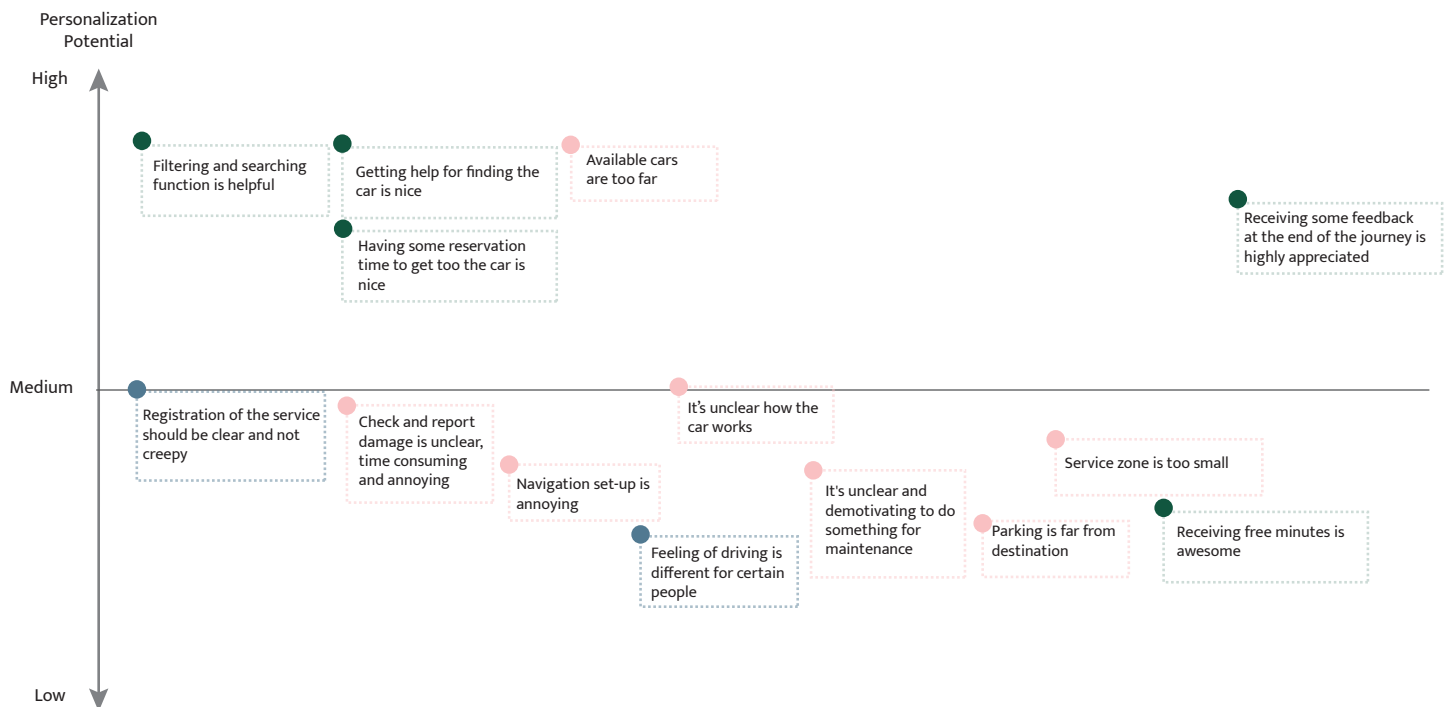 Personalization
Potential
High
Filtering and searching
function is helpful
Getting help for finding the
car is nice
Available cars
are too far
Having some reservation
time to get too the car is
nice
Receiving some feedback
at the end of the journey is
highly appreciated
Medium
Registration of the service
should be clear and not
creepy
Check and report
damage is unclear,
time consuming
and annoying
Navigation set-up is
annoying
It’s unclear how the
car works
Feeling of driving is
different for certain
people
It's unclear and
demotivating to do
something for
maintenance
Parking is far from
destination
Service zone is too small
Receiving free minutes is
awesome
Low